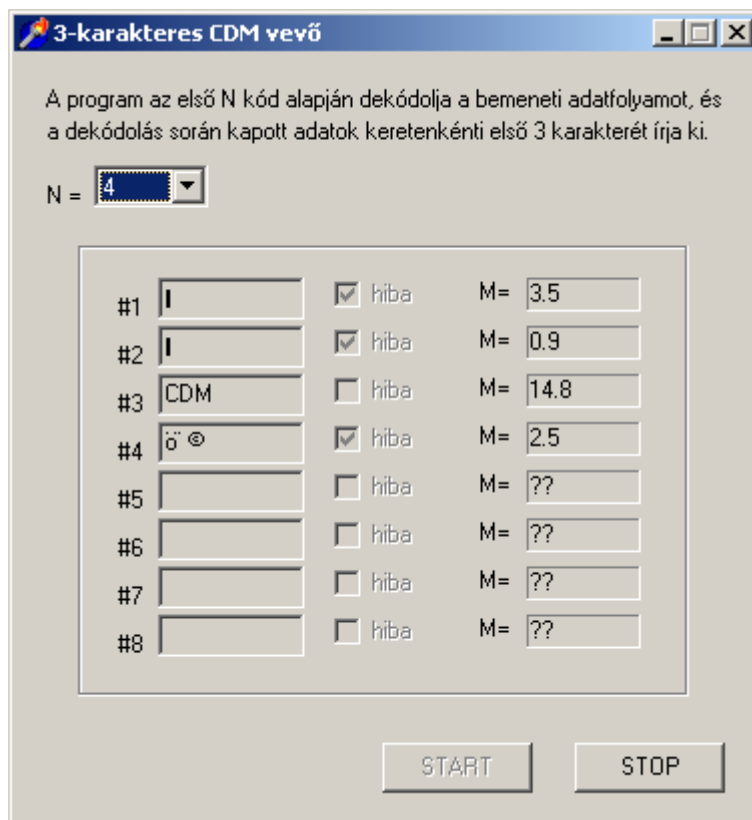 3-karakteres CDM vevő
A program az első N kód alapján dekódolja a bemeneti adatfolyamot, és
a dekódolás során kapott adatok keretenkénti első 3 karakterét írja ki.
N = 4
#1 hiba M= 3.5
#2 hiba M= 0.9
#3 CDM hiba M= 14.8
#4 ö¨ © hiba M= 2.5
#5 hiba M= ??
#6 hiba M= ??
#7 hiba M= ??
#8 hiba M= ??
START STOP